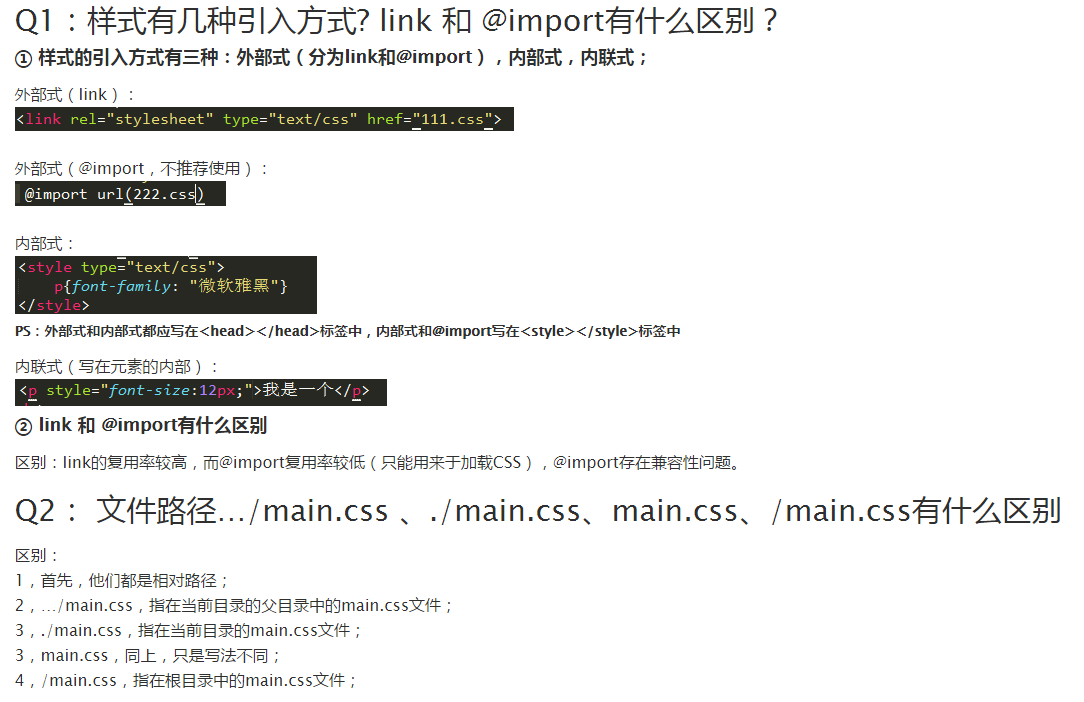 Q1：样式有几种引入方式? link 和 @import有什么区别？
① 样式的引入方式有三种：外部式（分为link和@import），内部式，内联式；
外部式（link）：
<link rel="stylesheet" type="text/css" href="111.css">
外部式（@import，不推荐使用）：
@import url(222.css)
内部式：
<style type="text/css">
p{font-family: "微软雅黑"}
</style>
PS：外部式和内部式都应写在<head></head>标签中，内部式和@import写在<style></style>标签中
内联式（写在元素的内部）：
<p style="font-size:12px;">我是一个</p>
② link 和 @import有什么区别
区别：link的复用率较高，而@import复用率较低（只能用来于加载CSS），@import存在兼容性问题。
Q2： 文件路径…/main.css 、./main.css、main.css、/main.css有什么区别
区别：
1，首先，他们都是相对路径；
2，…/main.css，指在当前目录的父目录中的main.css文件；
3，./main.css，指在当前目录的main.css文件；
3，main.css，同上，只是写法不同；
4，/main.css，指在根目录中的main.css文件；